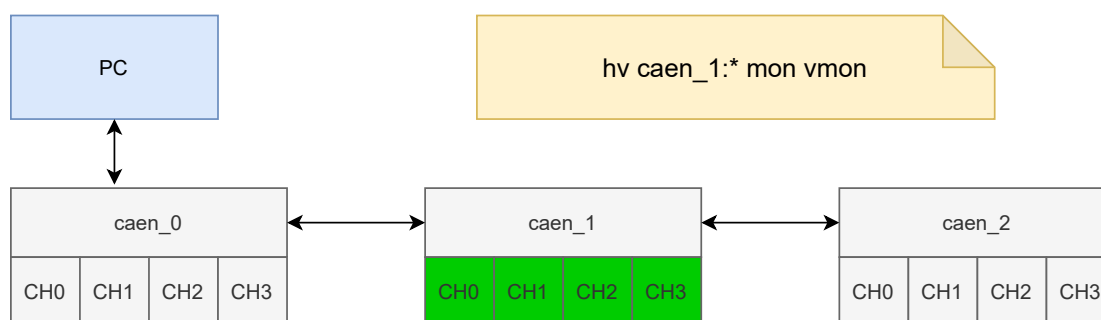 PC
hv caen_1:* mon vmon
caen_0
caen_1
caen_2
CH0 CH1 CH2 CH3
CH0 CH1 CH2 CH3
CH0 CH1 CH2 CH3